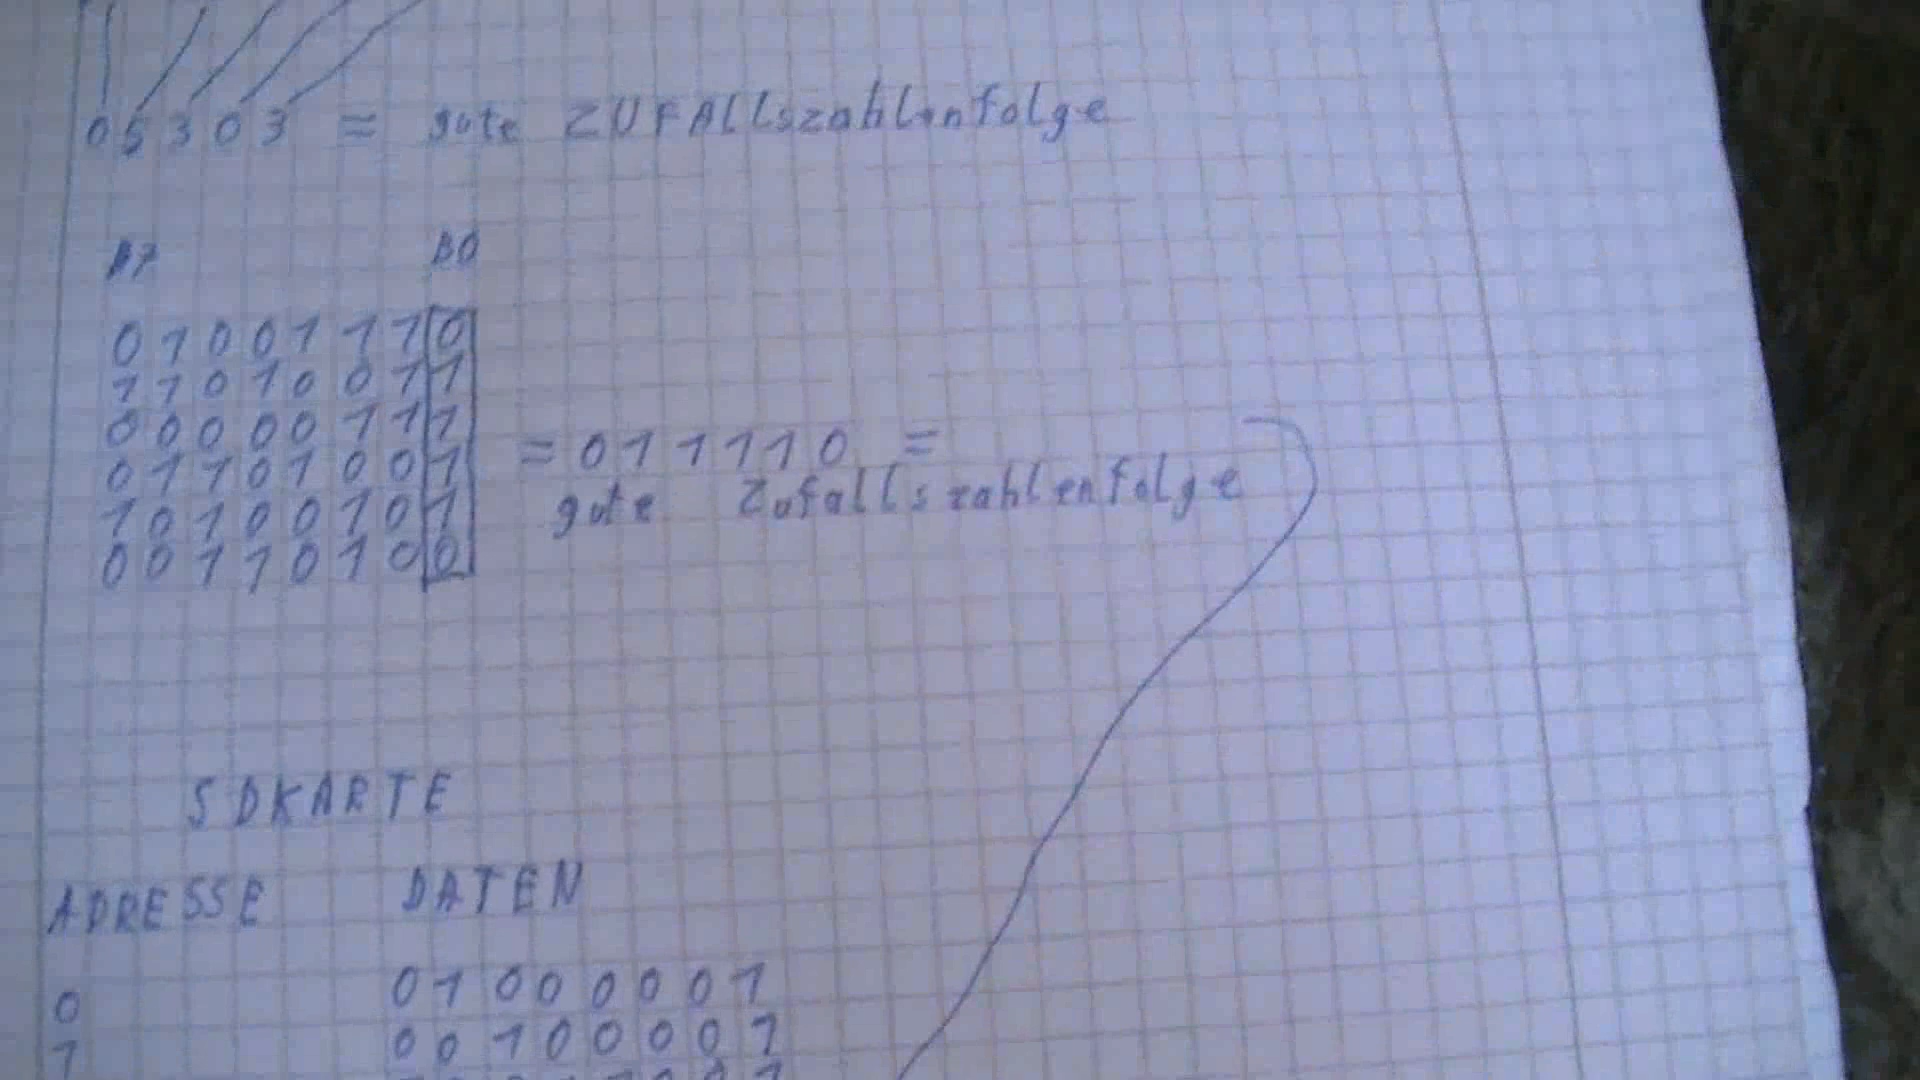 05303 = gute ZUFAllszahlenfolge
B7 B0
01001110
11010011
00000111
01101001
10100101
00110100
= 011110 =
gute Zufallszahlenfolge
SDKARTE
ADRESSE DATEN
0 01000001
1 00100001